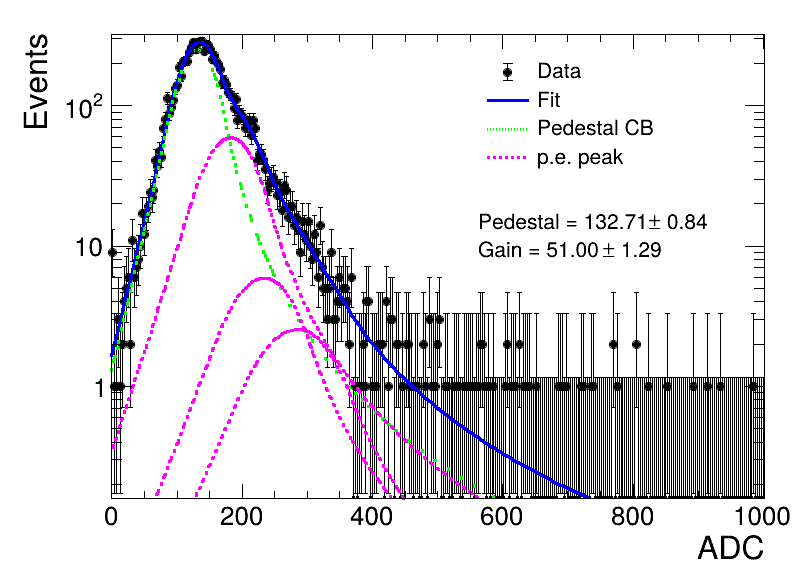 Events
10²
10
1
Data
Fit
Pedestal CB
p.e. peak
Pedestal = 132.71± 0.84
Gain = 51.00 ± 1.29
0 200 400 600 800 1000
ADC